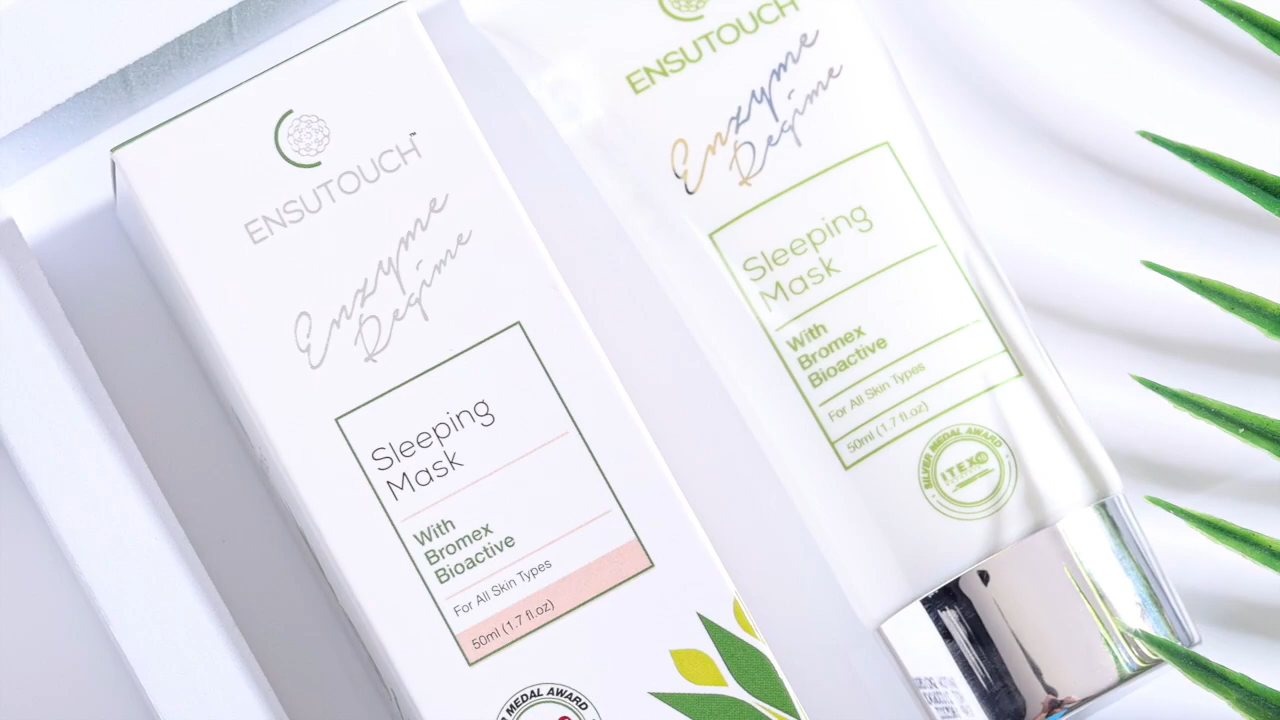 ENSUTOUCH™
Enzyme
Regime
Sleeping
Mask
With
Bromex
Bioactive
For All Skin Types
50ml (1.7 fl.oz)
MEDAL AWARD
ENSUTOUCH
Enzyme
Regime
Sleeping
Mask
With
Bromex
Bioactive
For All Skin Types
50ml (1.7 fl.oz)
SILVER MEDAL AWARD
ITEX